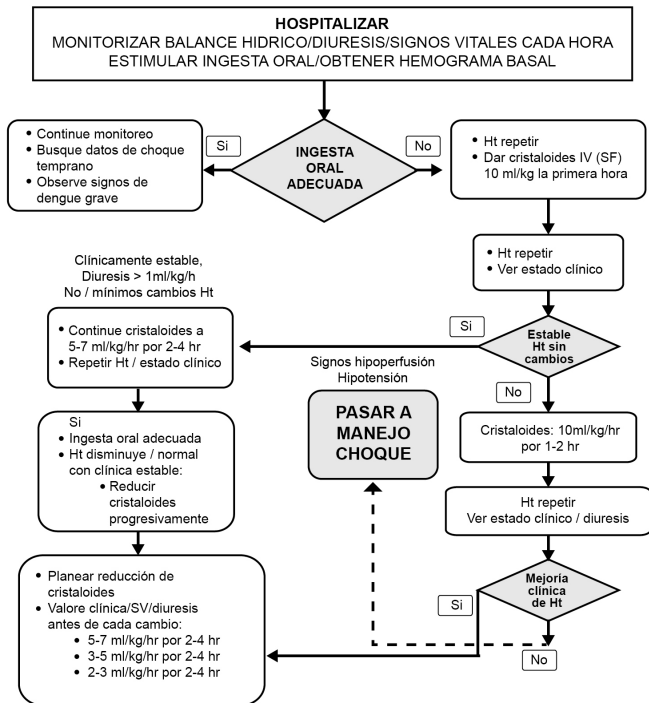 HOSPITALIZAR
MONITORIZAR BALANCE HIDRICO/DIURESIS/SIGNOS VITALES CADA HORA
ESTIMULAR INGESTA ORAL/OBTENER HEMOGRAMA BASAL
• Continue monitoreo
• Busque datos de choque
temprano
• Observe signos de
dengue grave
Si
INGESTA
ORAL
ADECUADA
No
• Ht repetir
• Dar cristaloides IV (SF)
10 ml/kg la primera hora
• Ht repetir
• Ver estado clínico
Clínicamente estable,
Diuresis > 1ml/kg/h
No / mínimos cambios Ht
• Continue cristaloides a
5-7 ml/kg/hr por 2-4 hr
• Repetir Ht / estado clínico
Si
Estable
Ht sin
cambios
No
Signos hipoperfusión
Hipotensión
PASAR A
MANEJO
CHOQUE
Cristaloides: 10ml/kg/hr
por 1-2 hr
Si
• Ingesta oral adecuada
• Ht disminuye / normal
con clínica estable:
• Reducir
cristaloides
progresivamente
Ht repetir
Ver estado clínico / diuresis
• Planear reducción de
cristaloides
• Valore clínica/SV/diuresis
antes de cada cambio:
• 5-7 ml/kg/hr por 2-4 hr
• 3-5 ml/kg/hr por 2-4 hr
• 2-3 ml/kg/hr por 2-4 hr
Si
Mejoría
clínica
de Ht
No